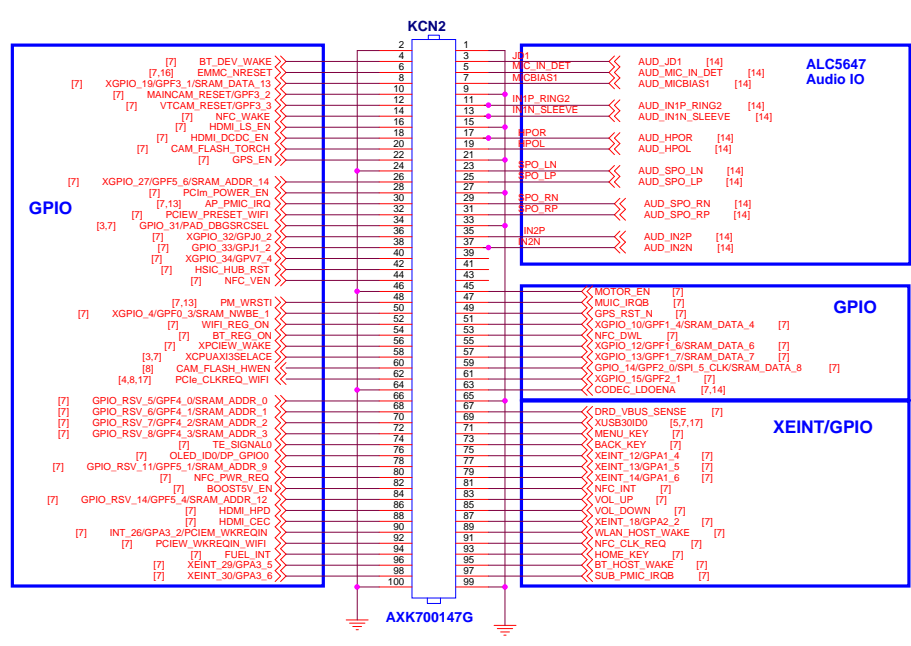 KCN2
2 1
4 3 JD1
[7] BT_DEV_WAKE 6 5 MIC_IN_DET AUD_JD1 [14] ALC5647
[7,16] EMMC_NRESET 8 7 MICBIAS1 AUD_MIC_IN_DET [14] Audio IO
[7] XGPIO_19/GPF3_1/SRAM_DATA_13 AUD_MICBIAS1 [14]
[7] MAINCAM_RESET/GPF3_2 10 9
[7] VTCAM_RESET/GPF3_3 12 11 IN1P_RING2 AUD_IN1P_RING2 [14]
[7] NFC_WAKE 14 13 IN1N_SLEEVE AUD_IN1N_SLEEVE [14]
[7] HDMI_LS_EN 16 15
[7] HDMI_DCDC_EN 18 17 HPOR AUD_HPOR [14]
[7] CAM_FLASH_TORCH 20 19 HPOL AUD_HPOL [14]
[7] GPS_EN 22 21
24 23 SPO_LN AUD_SPO_LN [14]
[7] XGPIO_27/GPF5_6/SRAM_ADDR_14 26 25 SPO_LP AUD_SPO_LP [14]
[7] PCIm_POWER_EN 28 27
[7,13] AP_PMIC_IRQ 30 29 SPO_RN AUD_SPO_RN [14]
GPIO
[7] PCIEW_PRESET_WIFI 32 31 SPO_RP AUD_SPO_RP [14]
[3,7] GPIO_31/PAD_DBGSRCSEL 34 33
[7] XGPIO_32/GPJ0_2 36 35 IN2P AUD_IN2P [14]
[7] GPIO_33/GPJ1_2 38 37 IN2N AUD_IN2N [14]
[7] XGPIO_34/GPV7_4 40 39
[7] HSIC_HUB_RST 42 41
[7] NFC_VEN 44 43
46 45 MOTOR_EN [7]
[7,13] PM_WRSTI 48 47 MUIC_IRQB [7] GPIO
[7] XGPIO_4/GPF0_3/SRAM_NWBE_1 50 49 GPS_RST_N [7]
[7] WIFI_REG_ON 52 51 XGPIO_10/GPF1_4/SRAM_DATA_4 [7]
[7] BT_REG_ON 54 53 NFC_DWL [7]
[7] XPCIEW_WAKE 56 55 XGPIO_12/GPF1_6/SRAM_DATA_6 [7]
[3,7] XCPUAXI3SELACE 58 57 XGPIO_13/GPF1_7/SRAM_DATA_7 [7]
[8] CAM_FLASH_HWEN 60 59 GPIO_14/GPF2_0/SPI_5_CLK/SRAM_DATA_8 [7]
[4,8,17] PCIe_CLKREQ_WIFI 62 61 XGPIO_15/GPF2_1 [7]
64 63 CODEC_LDOENA [7,14]
[7] GPIO_RSV_5/GPF4_0/SRAM_ADDR_0 66 65
[7] GPIO_RSV_6/GPF4_1/SRAM_ADDR_1 68 67 DRD_VBUS_SENSE [7]
[7] GPIO_RSV_7/GPF4_2/SRAM_ADDR_2 70 69 XUSB30ID0 [5,7,17] XEINT/GPIO
[7] GPIO_RSV_8/GPF4_3/SRAM_ADDR_3 72 71 MENU_KEY [7]
[7] TE_SIGNAL0 74 73 BACK_KEY [7]
[7] OLED_ID0/DP_GPIO0 76 75 XEINT_12/GPA1_4 [7]
[7] GPIO_RSV_11/GPF5_1/SRAM_ADDR_9 78 77 XEINT_13/GPA1_5 [7]
[7] NFC_PWR_REQ 80 79 XEINT_14/GPA1_6 [7]
[7] BOOST5V_EN 82 81 NFC_INT [7]
[7] GPIO_RSV_14/GPF5_4/SRAM_ADDR_12 84 83 VOL_UP [7]
[7] HDMI_HPD 86 85 VOL_DOWN [7]
[7] HDMI_CEC 88 87 XEINT_18/GPA2_2 [7]
[7] INT_26/GPA3_2/PCIEM_WKREQIN 90 89 WLAN_HOST_WAKE [7]
[7] PCIEW_WKREQIN_WIFI 92 91 NFC_CLK_REQ [7]
[7] FUEL_INT 94 93 HOME_KEY [7]
[7] XEINT_29/GPA3_5 96 95 BT_HOST_WAKE [7]
[7] XEINT_30/GPA3_6 98 97 SUB_PMIC_IRQB [7]
100 99
AXK700147G